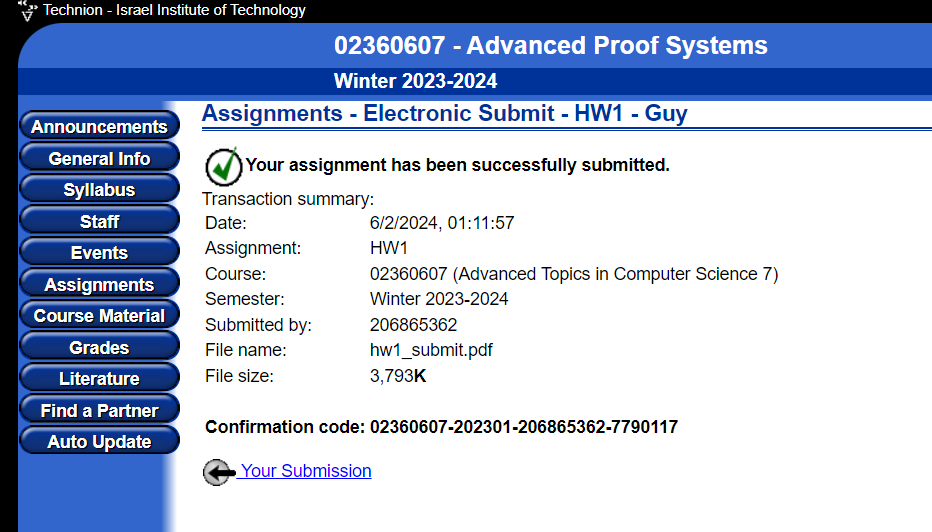 Technion - Israel Institute of Technology
02360607 - Advanced Proof Systems
Winter 2023-2024
Assignments - Electronic Submit - HW1 - Guy
Announcements
General Info
Syllabus
Staff
Events
Assignments
Course Material
Grades
Literature
Find a Partner
Auto Update
Your assignment has been successfully submitted.
Transaction summary:
Date: 6/2/2024, 01:11:57
Assignment: HW1
Course: 02360607 (Advanced Topics in Computer Science 7)
Semester: Winter 2023-2024
Submitted by: 206865362
File name: hw1_submit.pdf
File size: 3,793K
Confirmation code: 02360607-202301-206865362-7790117
Your Submission